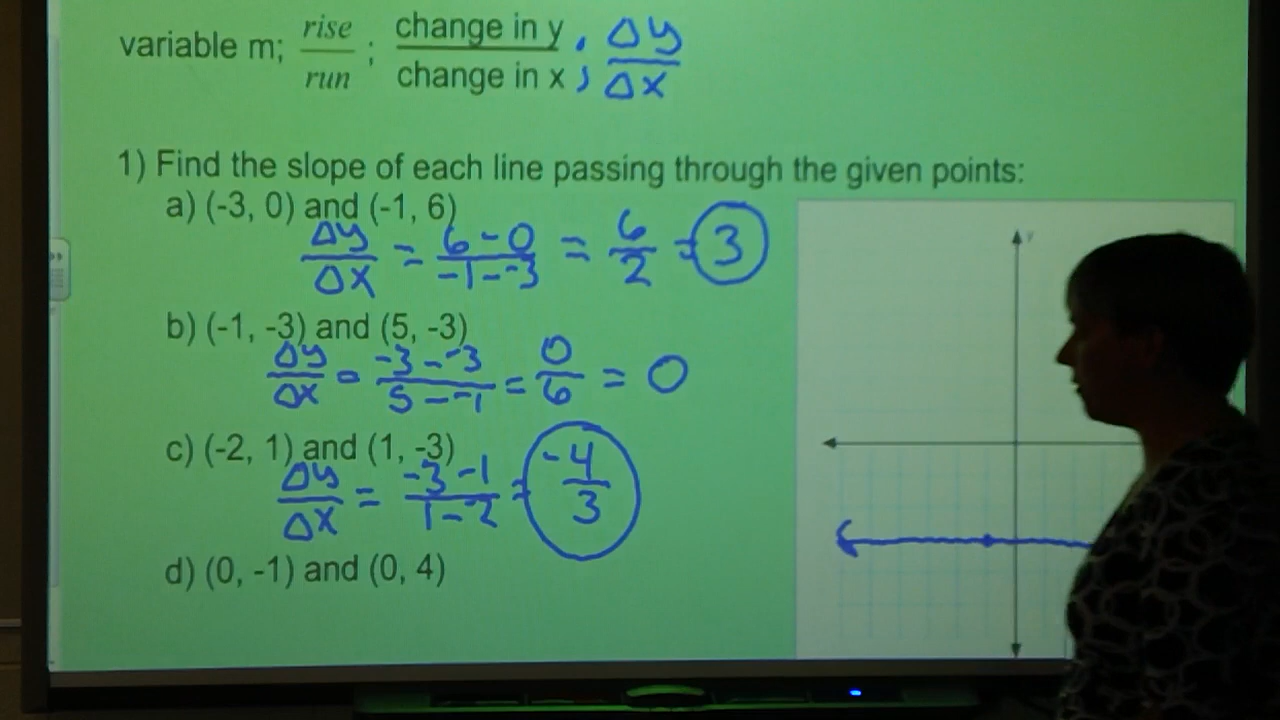 variable m; rise/run ; change in y/change in x ; Δy/Δx
1) Find the slope of each line passing through the given points:
a) (-3, 0) and (-1, 6)
Δy/Δx = 6-0/-1--3 = 6/2 = 3
b) (-1, -3) and (5, -3)
Δy/Δx = -3--3/5--1 = 0/6 = 0
c) (-2, 1) and (1, -3)
Δy/Δx = -3-1/1--2 = -4/3
d) (0, -1) and (0, 4)
y